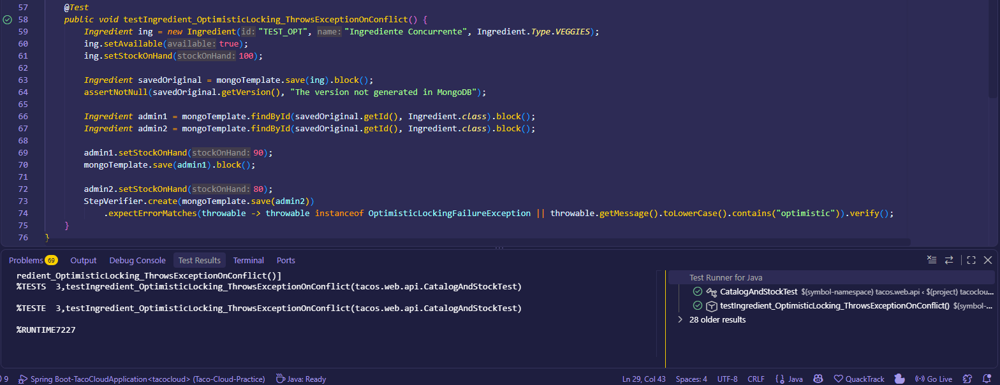 57 @Test
58 public void testIngredient_OptimisticLocking_ThrowsExceptionOnConflict() {
59 Ingredient ing = new Ingredient(id: "TEST_OPT", name: "Ingrediente Concurrente", Ingredient.Type.VEGGIES);
60 ing.setAvailable(available: true);
61 ing.setStockOnHand(stockOnHand: 100);
62
63 Ingredient savedOriginal = mongoTemplate.save(ing).block();
64 assertNotNull(savedOriginal.getVersion(), "The version not generated in MongoDB");
65
66 Ingredient admin1 = mongoTemplate.findById(savedOriginal.getId(), Ingredient.class).block();
67 Ingredient admin2 = mongoTemplate.findById(savedOriginal.getId(), Ingredient.class).block();
68
69 admin1.setStockOnHand(stockOnHand: 90);
70 mongoTemplate.save(admin1).block();
71
72 admin2.setStockOnHand(stockOnHand: 80);
73 StepVerifier.create(mongoTemplate.save(admin2))
74 .expectErrorMatches(throwable -> throwable instanceof OptimisticLockingFailureException || throwable.getMessage().toLowerCase().contains("optimistic")).verify();
75 }
76 }
Problems 69 Output Debug Console Test Results Terminal Ports
redient_OptimisticLocking_ThrowsExceptionOnConflict()]
%TESTS 3,testIngredient_OptimisticLocking_ThrowsExceptionOnConflict(tacos.web.api.CatalogAndStockTest)
%TESTE 3,testIngredient_OptimisticLocking_ThrowsExceptionOnConflict(tacos.web.api.CatalogAndStockTest)
%RUNTIME7227
Test Runner for Java
CatalogAndStockTest $(symbol-namespace) tacos.web.api < $(project) tacoclou...
testIngredient_OptimisticLocking_ThrowsExceptionOnConflict() $(symbol-...
28 older results
9 Spring Boot-TacoCloudApplication<tacocloud> (Taco-Cloud-Practice) Java: Ready Ln 29, Col 43 Spaces: 4 UTF-8 CRLF {} Java QuackTrack Go Live